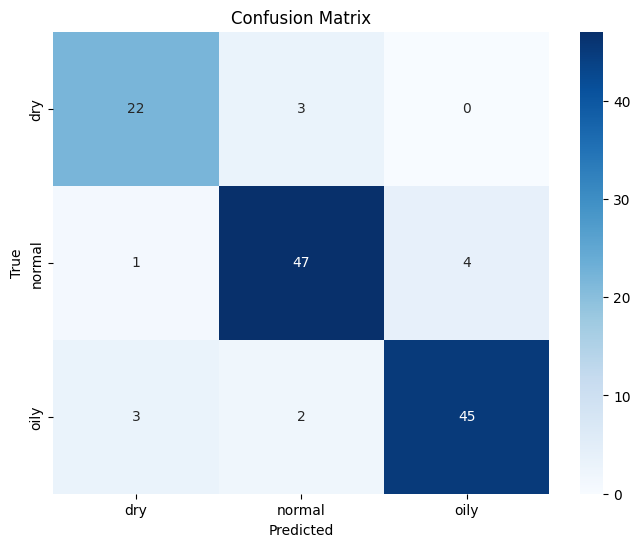 Confusion Matrix
dry
22
3
0
40
30
True
normal
1
47
4
20
oily
3
2
45
10
0
dry
normal
oily
Predicted